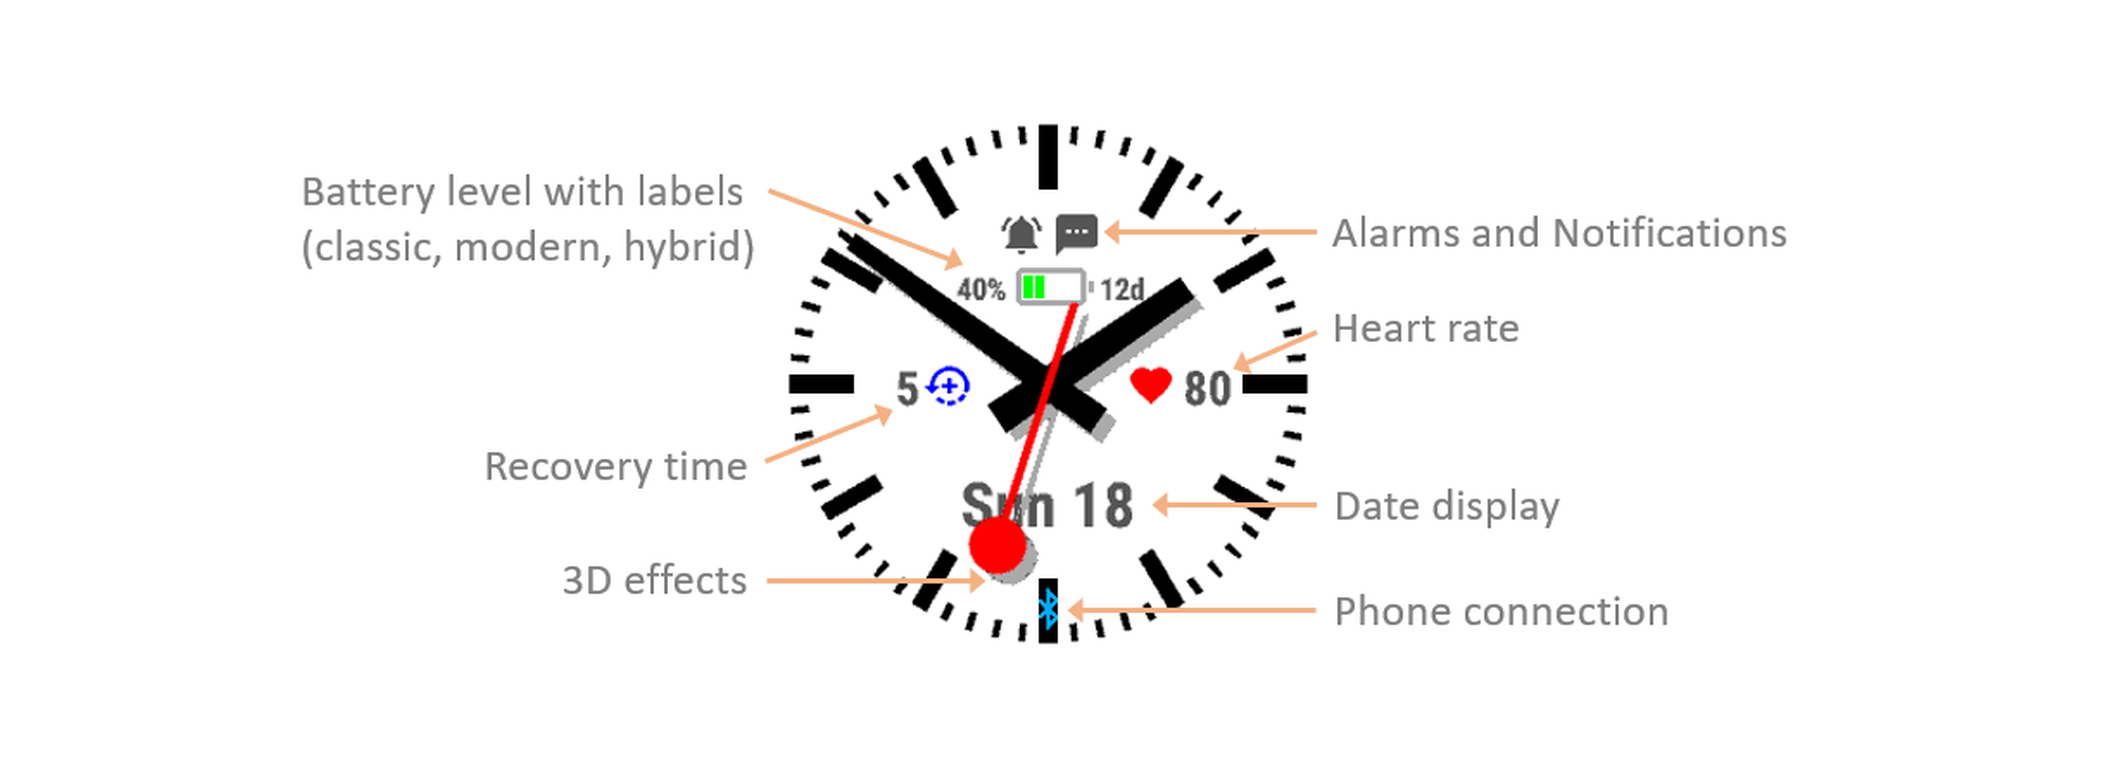 Battery level with labels
(classic, modern, hybrid)
Alarms and Notifications
40% 12d
Heart rate
5 80
Recovery time
Sun 18
Date display
3D effects
Phone connection